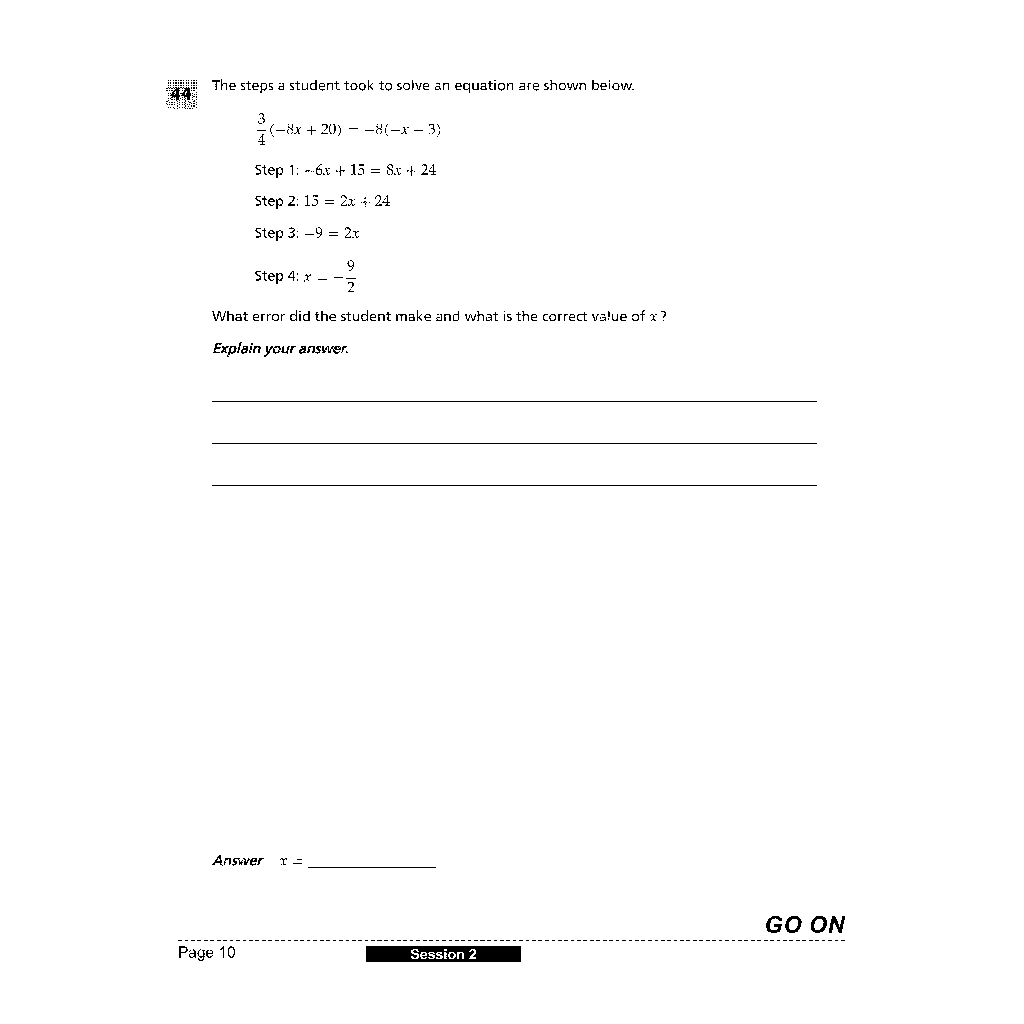 44 The steps a student took to solve an equation are shown below.
3/4(−8x + 20) = −8(−x − 3)
Step 1: −6x + 15 = 8x + 24
Step 2: 15 = 2x + 24
Step 3: −9 = 2x
Step 4: x = −9/2
What error did the student make and what is the correct value of x?
Explain your answer.
Answer x =
GO ON
Page 10
Session 2